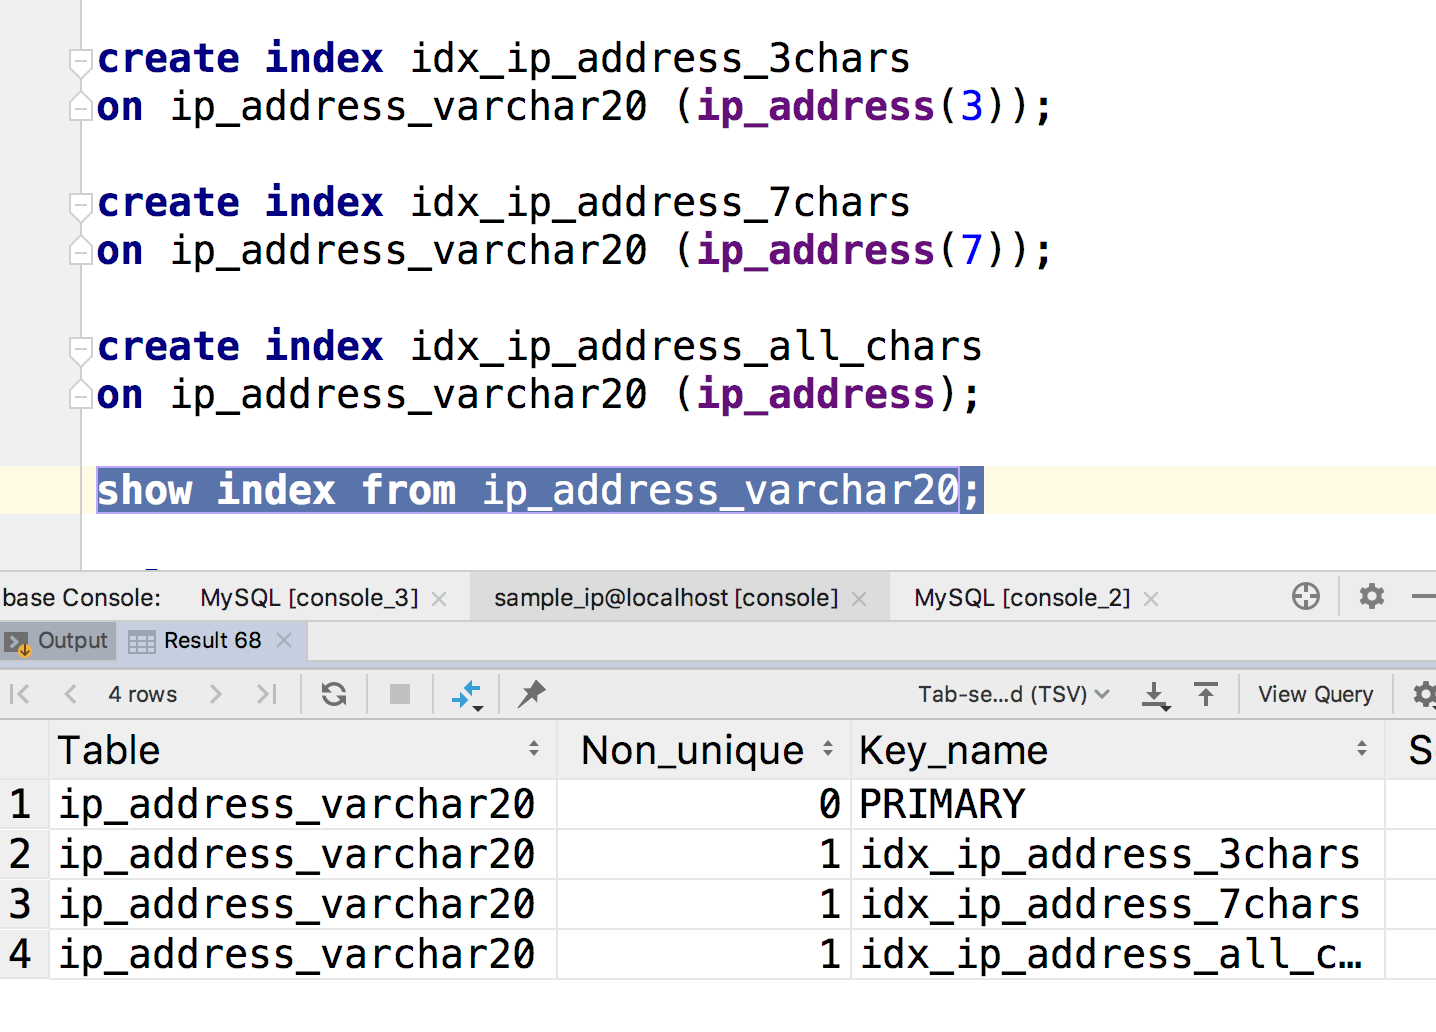 create index idx_ip_address_3chars
on ip_address_varchar20 (ip_address(3));
create index idx_ip_address_7chars
on ip_address_varchar20 (ip_address(7));
create index idx_ip_address_all_chars
on ip_address_varchar20 (ip_address);
show index from ip_address_varchar20;
base Console: MySQL [console_3] sample_ip@localhost [console] MySQL [console_2]
Output Result 68
4 rows Tab-se...d (TSV) View Query
Table Non_unique Key_name S
1 ip_address_varchar20 0 PRIMARY
2 ip_address_varchar20 1 idx_ip_address_3chars
3 ip_address_varchar20 1 idx_ip_address_7chars
4 ip_address_varchar20 1 idx_ip_address_all_c…